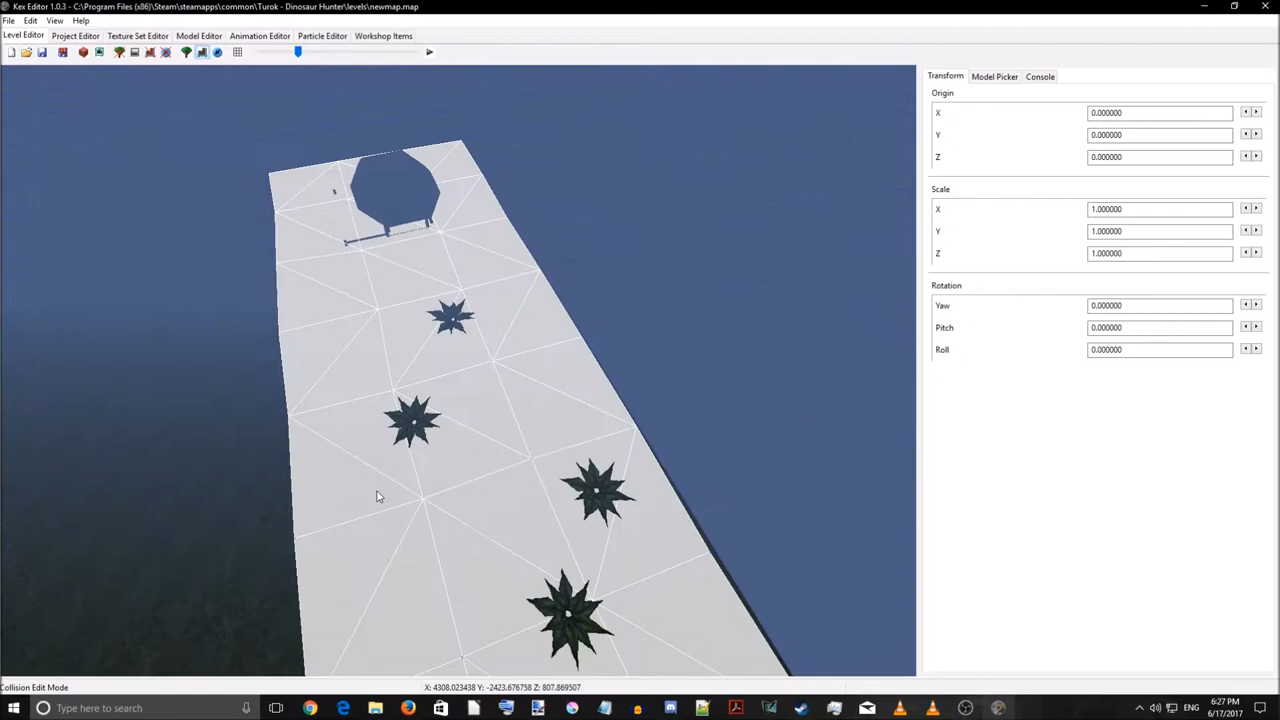 Kex Editor 1.0.3 - C:\Program Files (x86)\Steam\steamapps\common\Turok - Dinosaur Hunter\levels\newmap.map
File Edit View Help
Level Editor Project Editor Texture Set Editor Model Editor Animation Editor Particle Editor Workshop Items
Transform Model Picker Console
Origin
X 0.000000
Y 0.000000
Z 0.000000
Scale
X 1.000000
Y 1.000000
Z 1.000000
Rotation
Yaw 0.000000
Pitch 0.000000
Roll 0.000000
Collision Edit Mode X: 4308.023438 Y: -2423.676758 Z: 807.869507
Type here to search
ENG
6:27 PM
6/17/2017